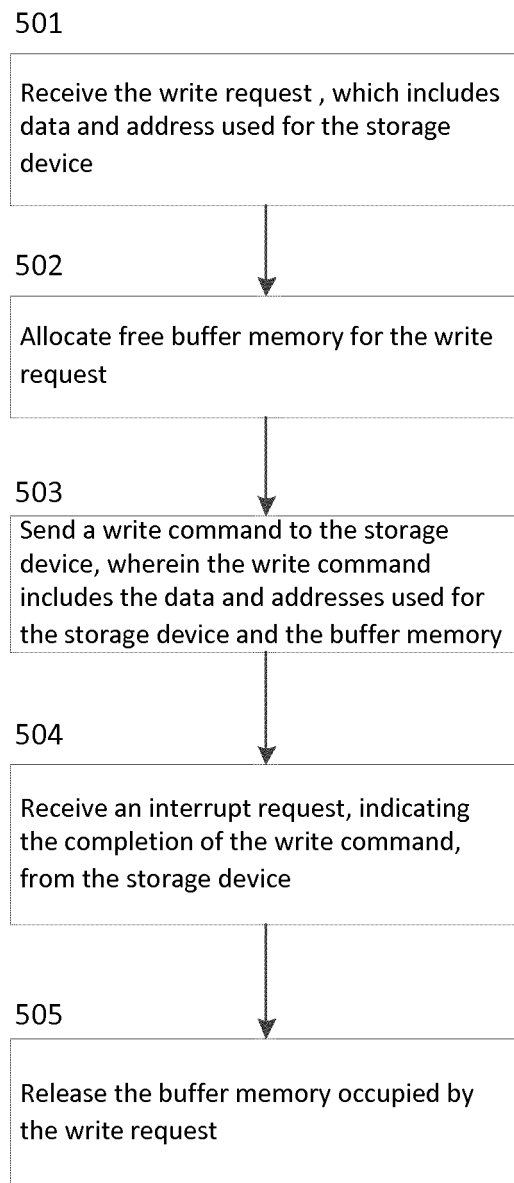 501
Receive the write request , which includes
data and address used for the storage
device
502
Allocate free buffer memory for the write
request
503
Send a write command to the storage
device, wherein the write command
includes the data and addresses used for
the storage device and the buffer memory
504
Receive an interrupt request, indicating
the completion of the write command,
from the storage device
505
Release the buffer memory occupied by
the write request